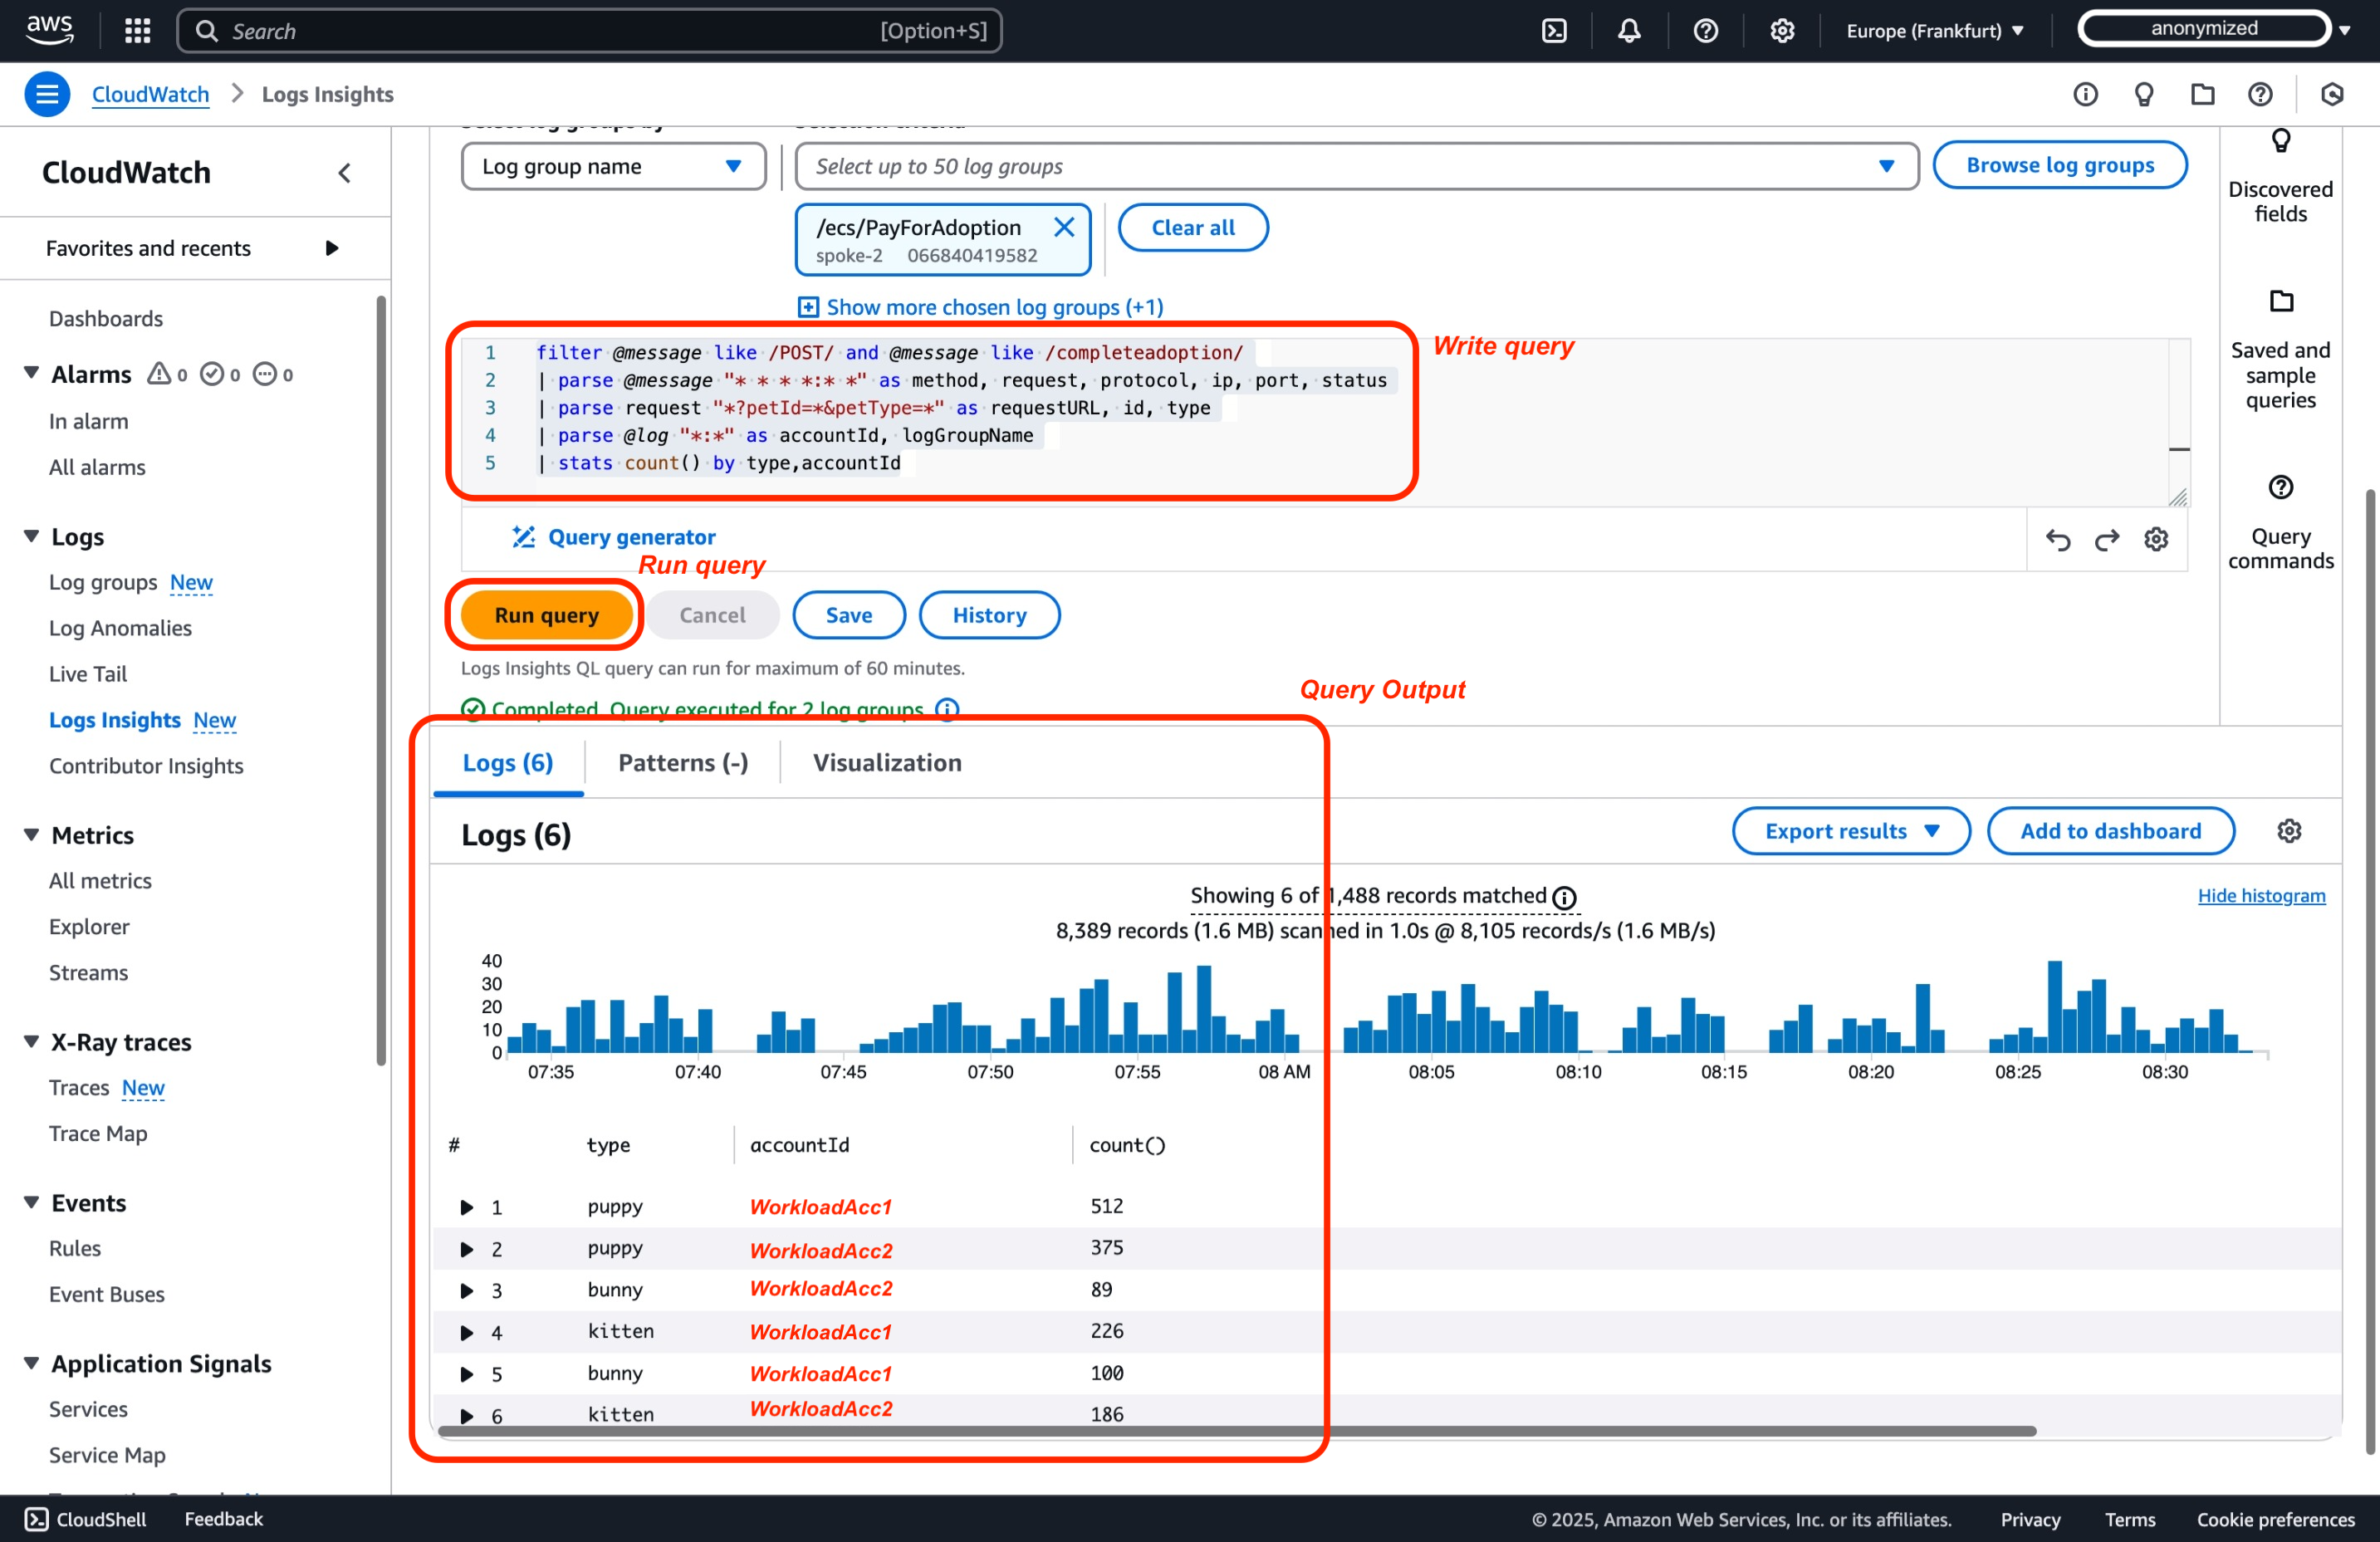 aws
Search [Option+S]
Europe (Frankfurt)
anonymized
CloudWatch
Logs Insights
CloudWatch
Favorites and recents
Dashboards
Alarms 0 0 0
In alarm
All alarms
Logs
Log groups New
Log Anomalies
Live Tail
Logs Insights New
Contributor Insights
Metrics
All metrics
Explorer
Streams
X-Ray traces
Traces New
Trace Map
Events
Rules
Event Buses
Application Signals
Services
Service Map
Log group name
Select up to 50 log groups
Browse log groups
/ecs/PayForAdoption
spoke-2 066840419582
Clear all
Show more chosen log groups (+1)
Write query
1 filter @message like /POST/ and @message like /completeadoption/
2 | parse @message "* * * *:* *" as method, request, protocol, ip, port, status
3 | parse request "*?petId=*&petType=*" as requestURL, id, type
4 | parse @log "*:*" as accountId, logGroupName
5 | stats count() by type,accountId
Query generator
Run query
Run query
Cancel
Save
History
Logs Insights QL query can run for maximum of 60 minutes.
Completed. Query executed for 2 log groups.
Discovered
fields
Saved and
sample
queries
Query
commands
Query Output
Logs (6)
Patterns (-)
Visualization
Logs (6)
Export results
Add to dashboard
Showing 6 of 1,488 records matched
Hide histogram
8,389 records (1.6 MB) scanned in 1.0s @ 8,105 records/s (1.6 MB/s)
40
30
20
10
0
07:35 07:40 07:45 07:50 07:55 08 AM 08:05 08:10 08:15 08:20 08:25 08:30
# type accountId count()
1 puppy WorkloadAcc1 512
2 puppy WorkloadAcc2 375
3 bunny WorkloadAcc2 89
4 kitten WorkloadAcc1 226
5 bunny WorkloadAcc1 100
6 kitten WorkloadAcc2 186
CloudShell
Feedback
© 2025, Amazon Web Services, Inc. or its affiliates.
Privacy
Terms
Cookie preferences